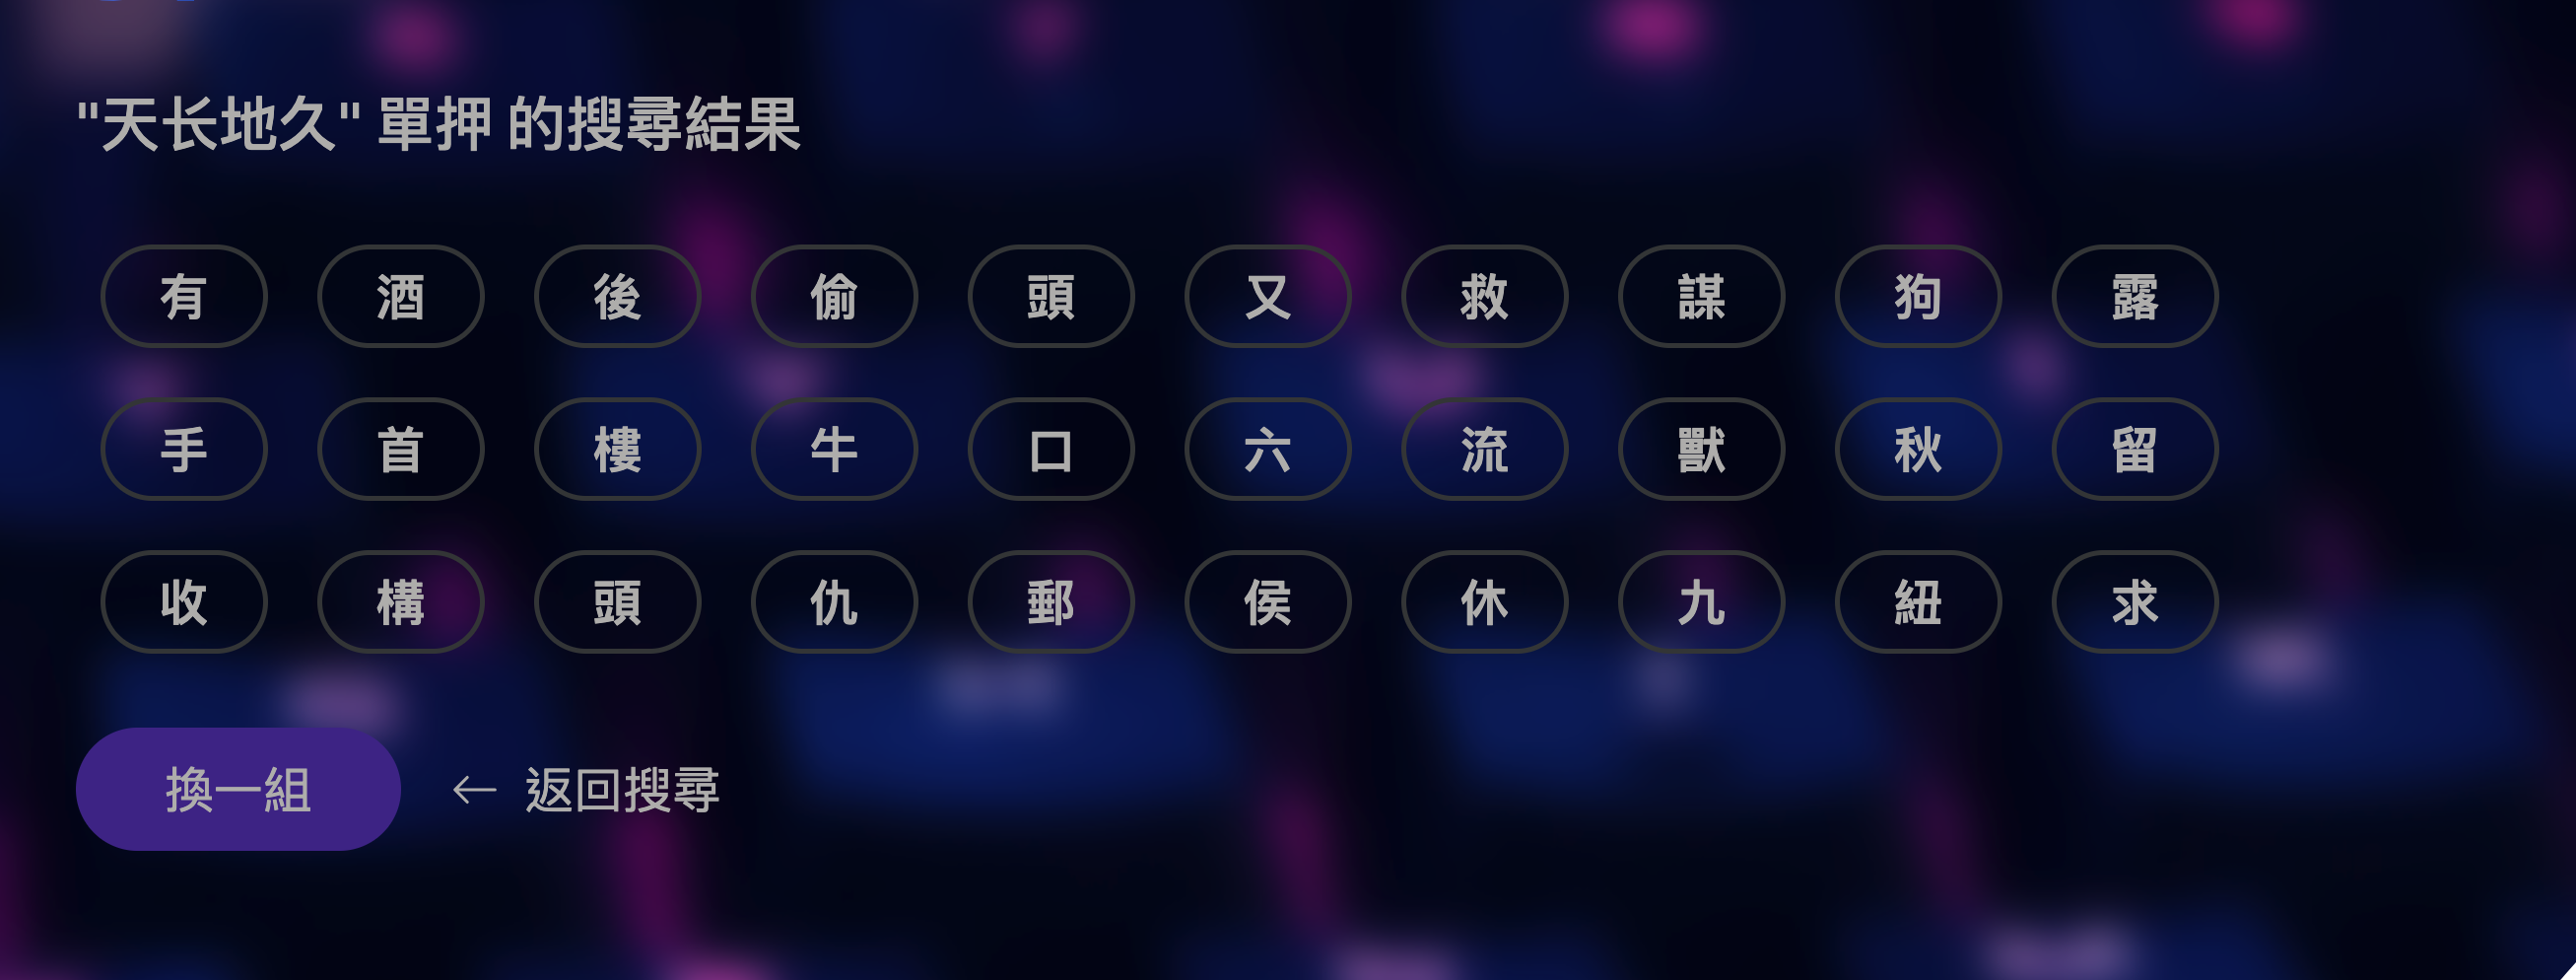 "天长地久" 單押 的搜尋結果
有 酒 後 偷 頭 又 救 謀 狗 露
手 首 樓 牛 口 六 流 獸 秋 留
收 構 頭 仇 郵 侯 休 九 紐 求
換一組 ← 返回搜尋